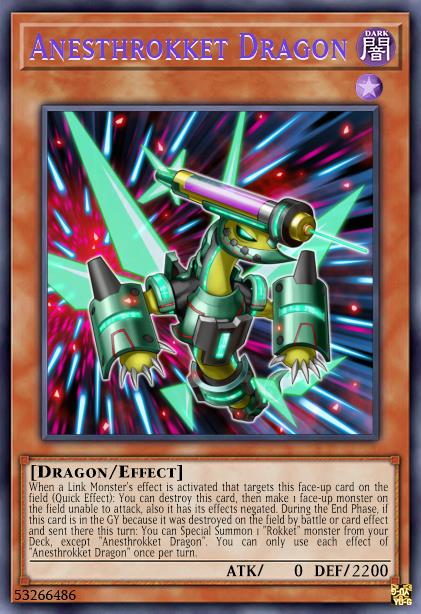 Anesthrokket Dragon
DARK
闇
[Dragon/Effect]
When a Link Monster's effect is activated that targets this face-up card on the
field (Quick Effect): You can destroy this card, then make 1 face-up monster on
the field unable to attack, also it has its effects negated. During the End Phase, if
this card is in the GY because it was destroyed on the field by battle or card effect
and sent there this turn: You can Special Summon 1 "Rokket" monster from your
Deck, except "Anesthrokket Dragon". You can only use each effect of
"Anesthrokket Dragon" once per turn.
ATK/ 0 DEF/2200
53266486